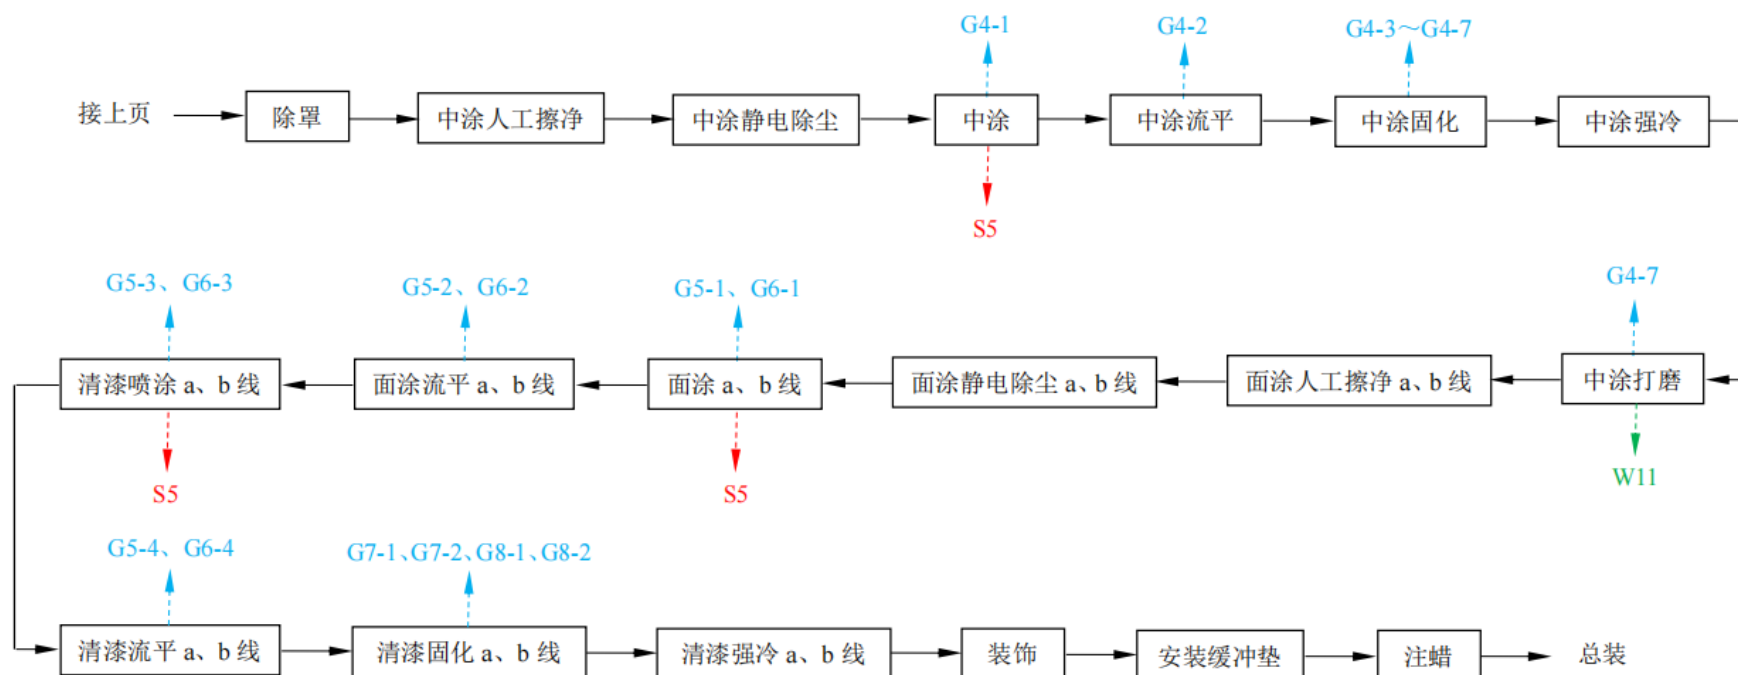 G4-1
G4-2
G4-3～G4-7
接上页
除罩
中涂人工擦净
中涂静电除尘
中涂
中涂流平
中涂固化
中涂强冷
S5
G5-3、G6-3
G5-2、G6-2
G5-1、G6-1
G4-7
清漆喷涂 a、b 线
面涂流平 a、b 线
面涂 a、b 线
面涂静电除尘 a、b 线
面涂人工擦净 a、b 线
中涂打磨
S5
S5
W11
G5-4、G6-4
G7-1、G7-2、G8-1、G8-2
清漆流平 a、b 线
清漆固化 a、b 线
清漆强冷 a、b 线
装饰
安装缓冲垫
注蜡
总装